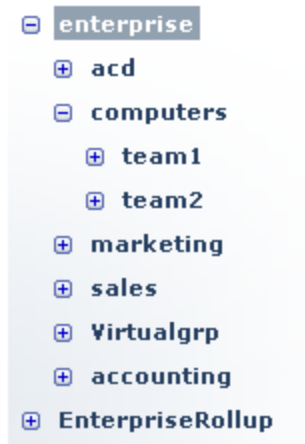 enterprise
acd
computers
team1
team2
marketing
sales
Virtualgrp
accounting
EnterpriseRollup